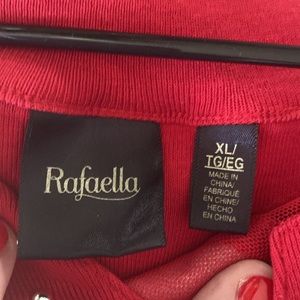 Rafaella
XL/
TG/EG
MADE IN
CHINA/
FABRIQUÉ
EN CHINE/
HECHO
EN CHINA